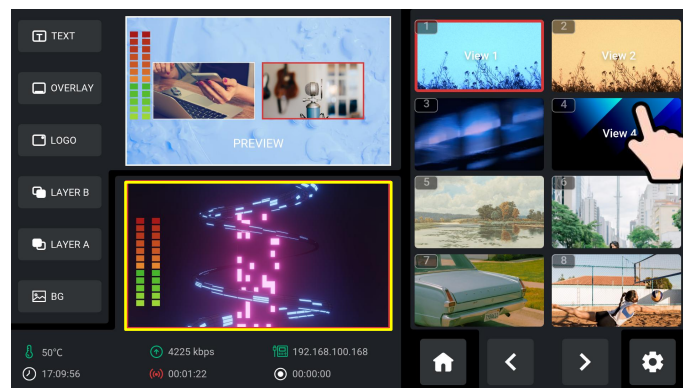 TEXT
OVERLAY
LOGO
LAYER B
LAYER A
BG
PREVIEW
1
View 1
2
View 2
3
4
View 4
5
6
7
8
50°C
4225 kbps
192.168.100.168
17:09:56
00:01:22
00:00:00